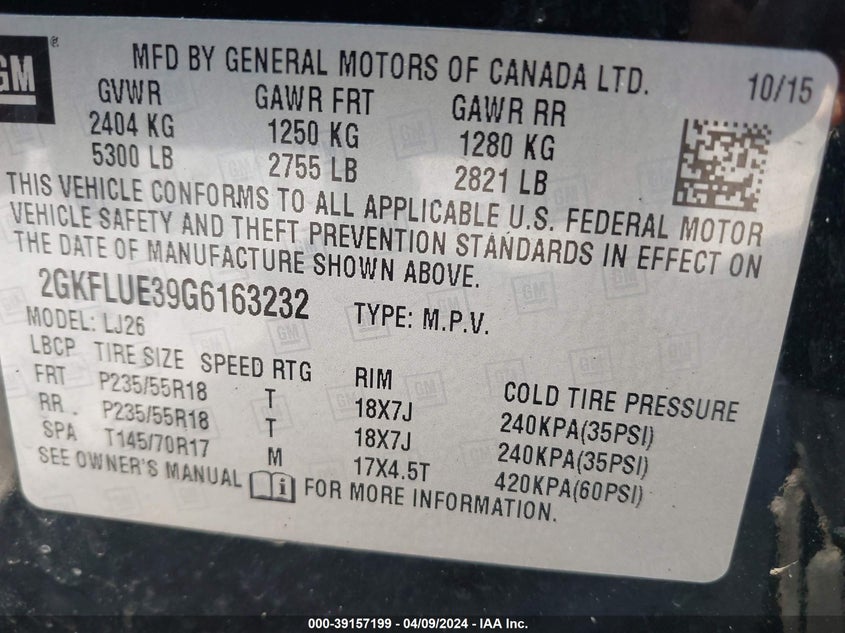 GM ®
MFD BY GENERAL MOTORS OF CANADA LTD.
10/15
GVWR GAWR FRT GAWR RR
2404 KG 1250 KG 1280 KG
5300 LB 2755 LB 2821 LB
THIS VEHICLE CONFORMS TO ALL APPLICABLE U.S. FEDERAL MOTOR
VEHICLE SAFETY AND THEFT PREVENTION STANDARDS IN EFFECT ON
THE DATE OF MANUFACTURE SHOWN ABOVE.
2GKFLUE39G6163232 TYPE: M.P.V.
MODEL: LJ26
LBCP TIRE SIZE SPEED RTG RIM COLD TIRE PRESSURE
FRT P235/55R18 T 18X7J 240KPA(35PSI)
RR P235/55R18 T 18X7J 240KPA(35PSI)
SPA T145/70R17 M 17X4.5T 420KPA(60PSI)
SEE OWNER'S MANUAL i FOR MORE INFORMATION.
000-39157199 - 04/09/2024 - IAA Inc.